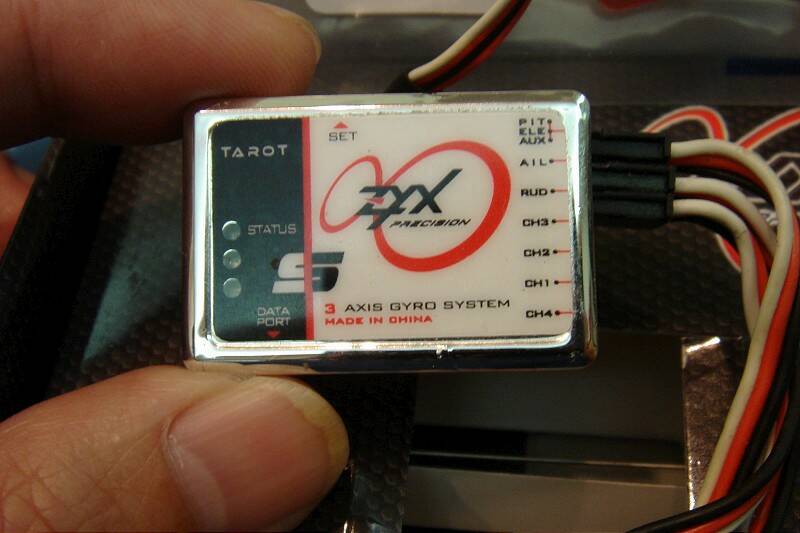 TAROT
STATUS
DATA
PORT
SET
ZYX
PRECISION
S
3 AXIS GYRO SYSTEM
MADE IN CHINA
PIT
ELE
AUX
AIL
RUD
CH3
CH2
CH1
CH4